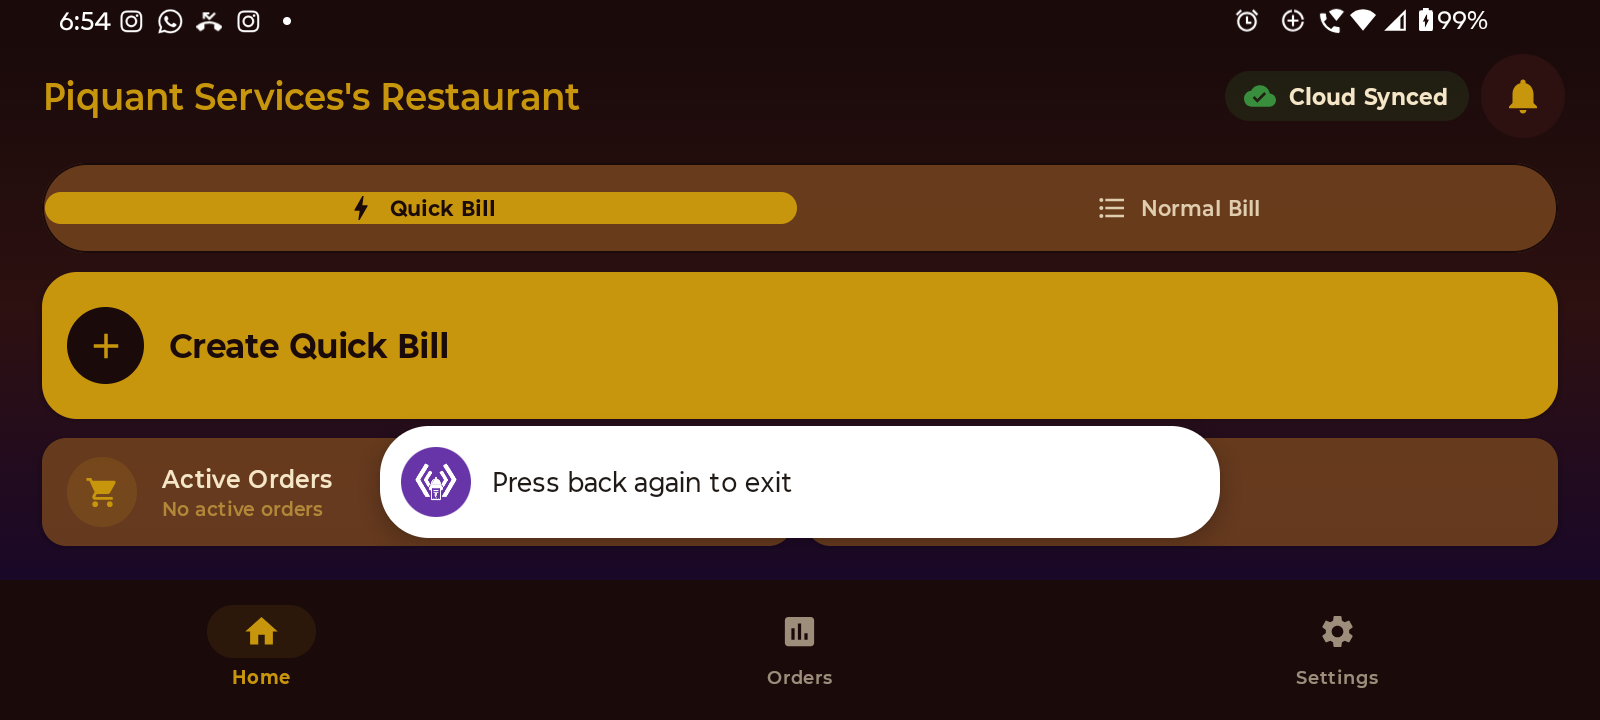 6:54
99%
Piquant Services's Restaurant
Cloud Synced
Quick Bill
Normal Bill
Create Quick Bill
Active Orders
No active orders
Press back again to exit
Home
Orders
Settings